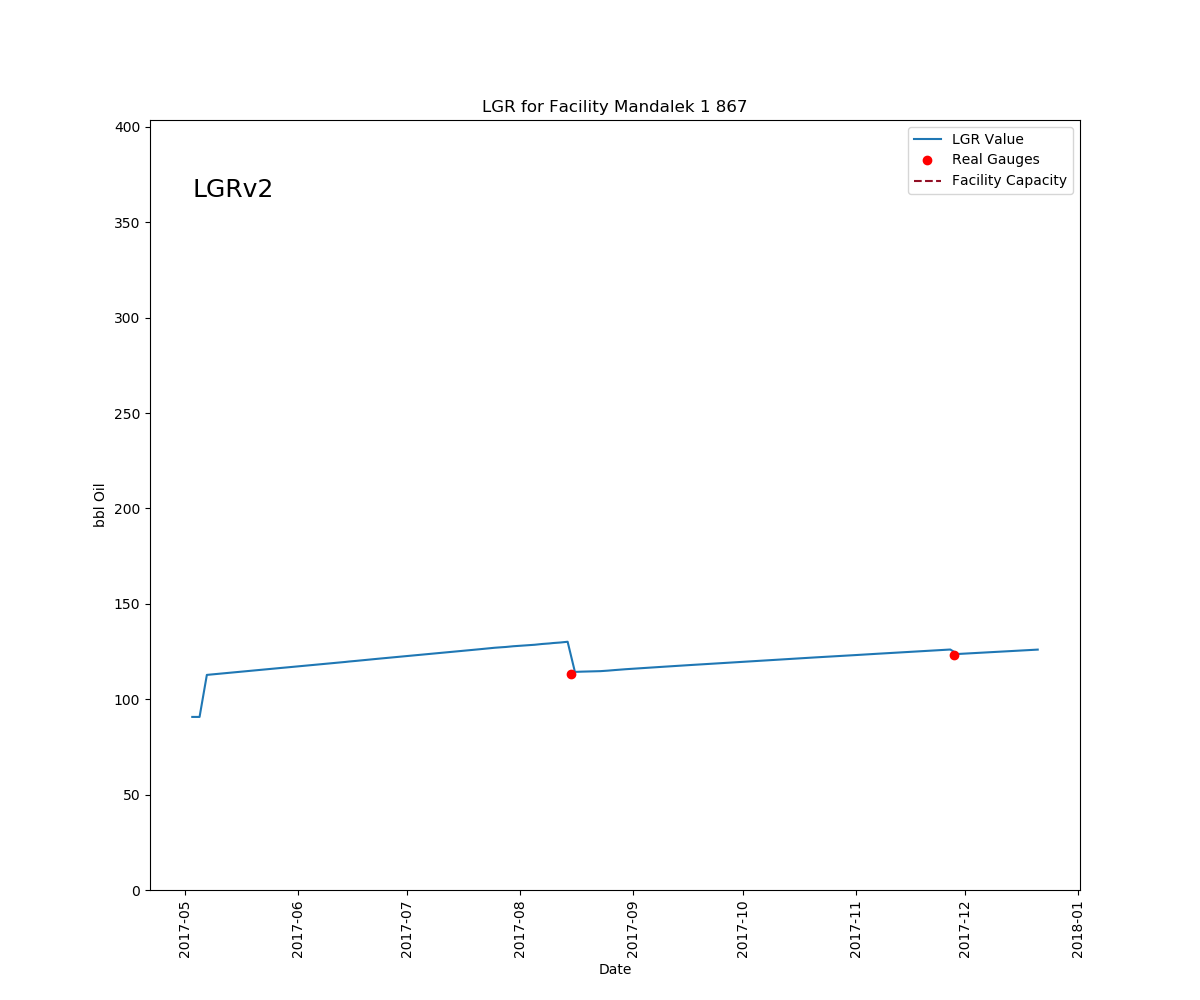 LGR for Facility Mandalek 1 867
LGRv2
LGR Value
Real Gauges
Facility Capacity
400
350
300
250
200
150
100
50
0
bbl Oil
2017-05
2017-06
2017-07
2017-08
2017-09
2017-10
2017-11
2017-12
2018-01
Date